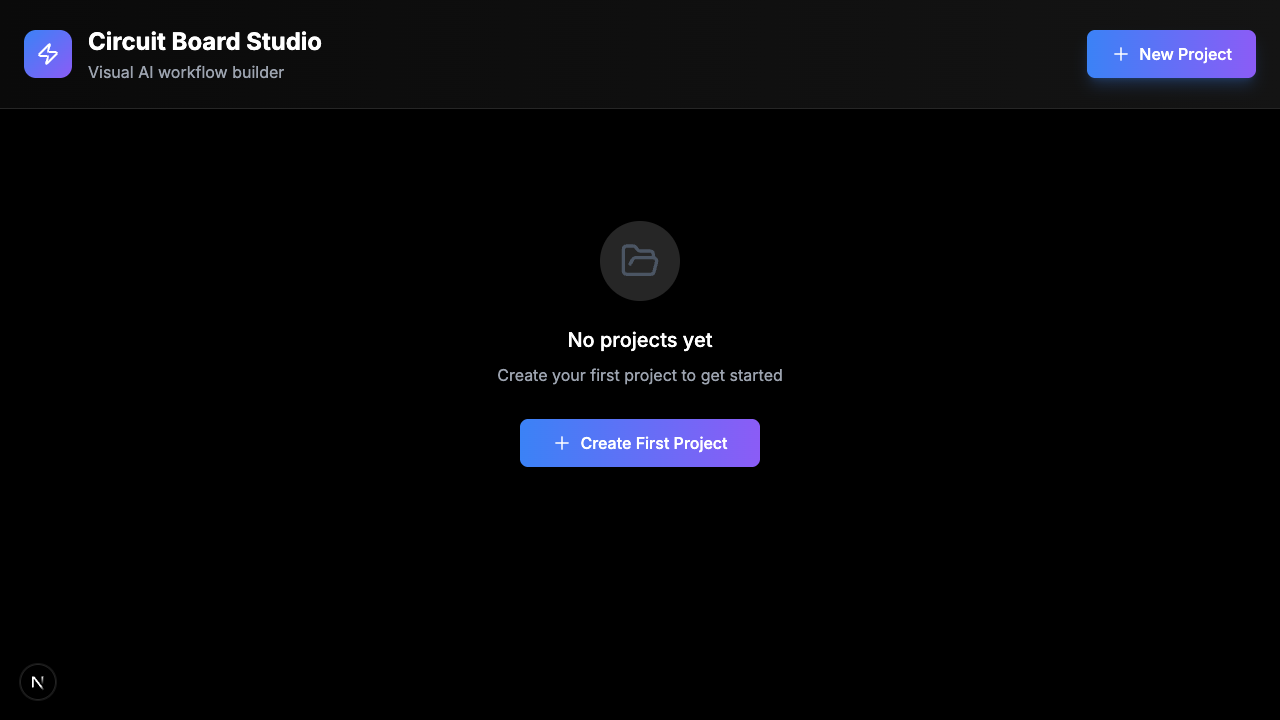 Circuit Board Studio
Visual AI workflow builder
New Project
No projects yet
Create your first project to get started
Create First Project
N